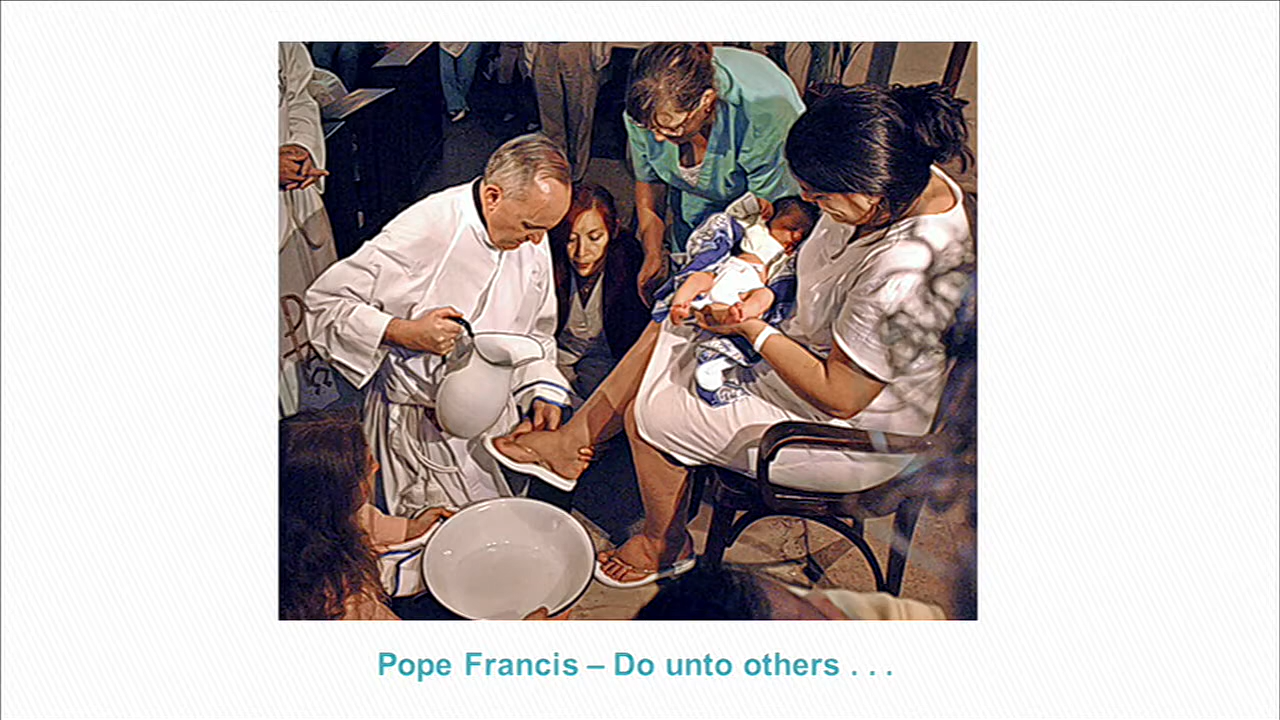 Pope Francis – Do unto others . . .